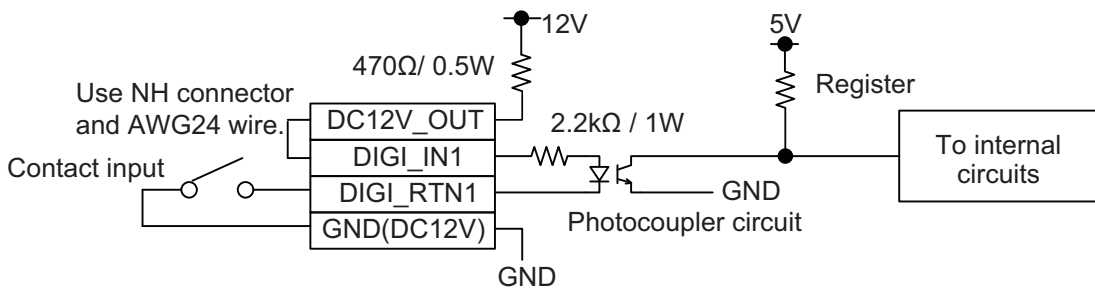 12V
5V
470Ω/ 0.5W
Register
Use NH connector
and AWG24 wire.
DC12V_OUT
2.2kΩ / 1W
To internal
circuits
DIGI_IN1
Contact input
DIGI_RTN1
GND
Photocoupler circuit
GND(DC12V)
GND